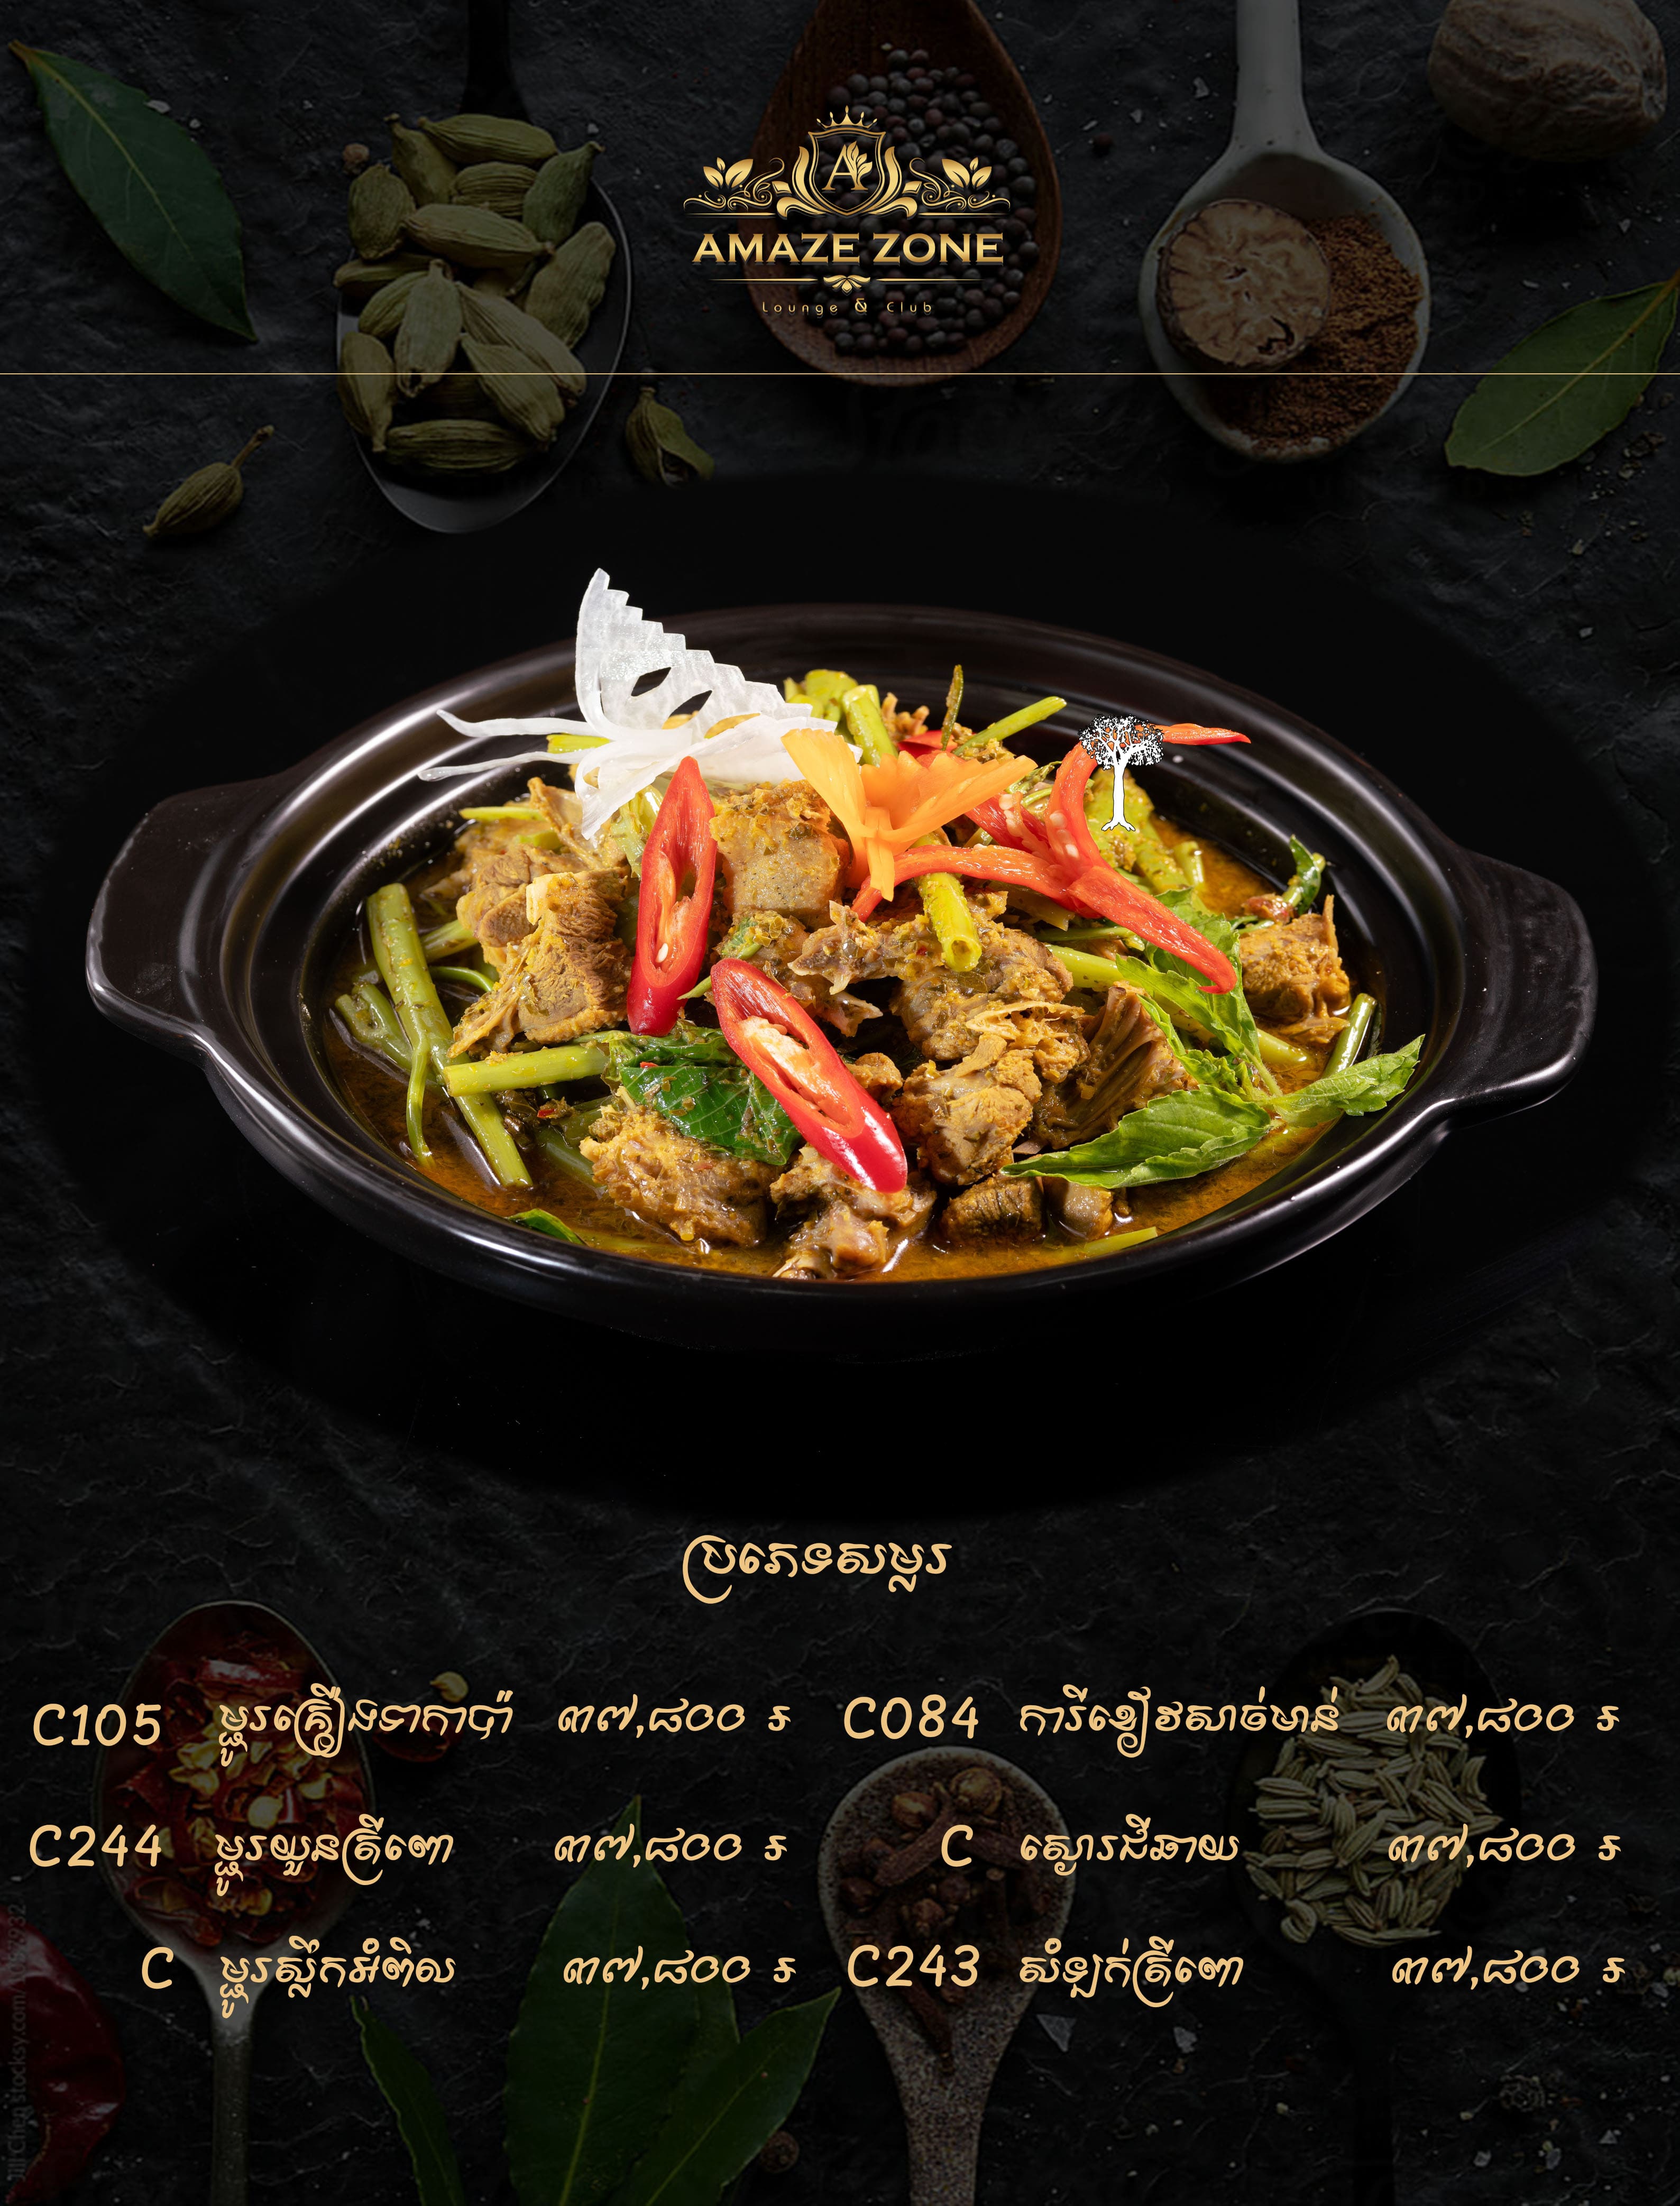 A
AMAZE ZONE
Lounge & Club
ប្រភេទសម្លរ
C105 ម្ជូរគ្រឿងទាកាប៉ា ៣៧,៨០០ ៛ C084 ការីខៀវសាច់មាន់ ៣៧,៨០០ ៛
C244 ម្ជូរយួនត្រីពោ ៣៧,៨០០ ៛ C ស្ងោរជីឆាយ ៣៧,៨០០ ៛
C ម្ជូរស្លឹកអំពិល ៣៧,៨០០ ៛ C243 សំឡក់ត្រីពោ ៣៧,៨០០ ៛